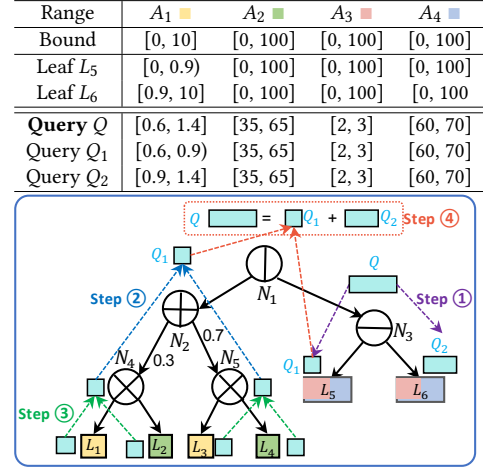 Range A1 A2 A3 A4
Bound [0, 10] [0, 100] [0, 100] [0, 100]
Leaf L5 [0, 0.9) [0, 100] [0, 100] [0, 100]
Leaf L6 [0.9, 10] [0, 100] [0, 100] [0, 100
Query Q [0.6, 1.4] [35, 65] [2, 3] [60, 70]
Query Q1 [0.6, 0.9) [35, 65] [2, 3] [60, 70]
Query Q2 [0.9, 1.4] [35, 65] [2, 3] [60, 70]
Q = Q1 + Q2 Step ④
Q1
N1
Q
Step ②
Step ①
N2
0.7
N3
Q2
N4
0.3
N5
Q1
L5
L6
Step ③
L1
L2
L3
L4